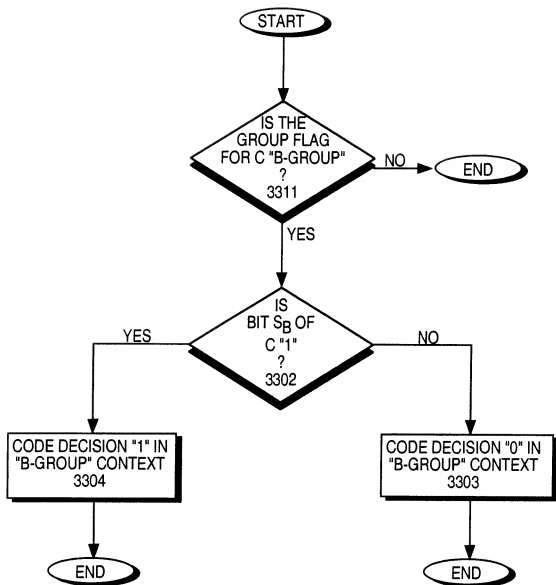 START
IS THE
GROUP FLAG
FOR C "B-GROUP"
?
3311
NO
END
YES
IS
BIT SB OF
C "1"
?
3302
YES
NO
CODE DECISION "1" IN
"B-GROUP" CONTEXT
3304
CODE DECISION "0" IN
"B-GROUP" CONTEXT
3303
END
END